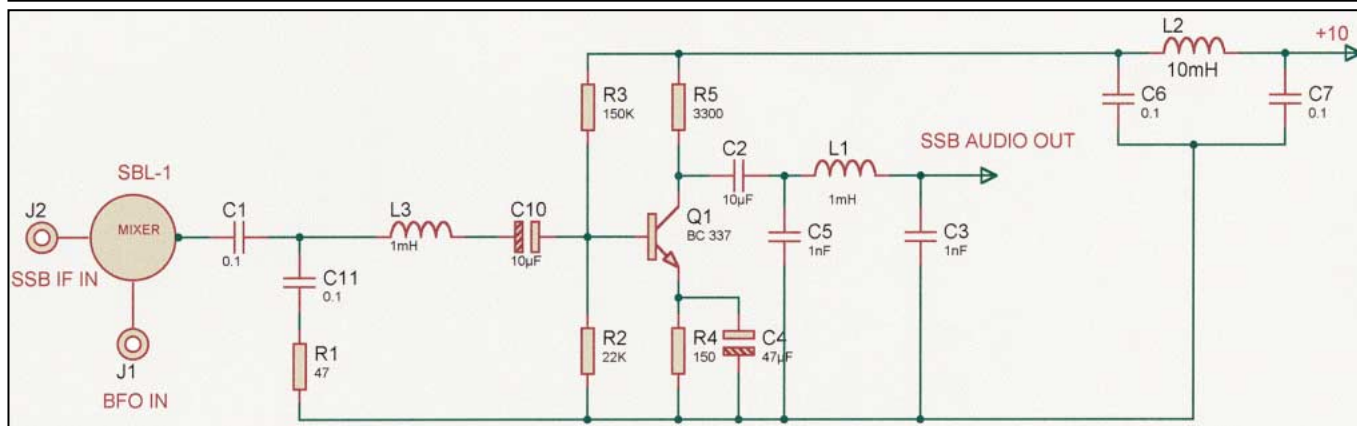 L2
+10
10mH
R3
150K
R5
3300
C6
0.1
C7
0.1
C2
10µF
L1
1mH
SSB AUDIO OUT
SBL-1
J2
MIXER
SSB IF IN
C1
0.1
L3
1mH
C10
10µF
Q1
BC 337
C5
1nF
C3
1nF
C11
0.1
J1
BFO IN
R1
47
R2
22K
R4
150
C4
47µF